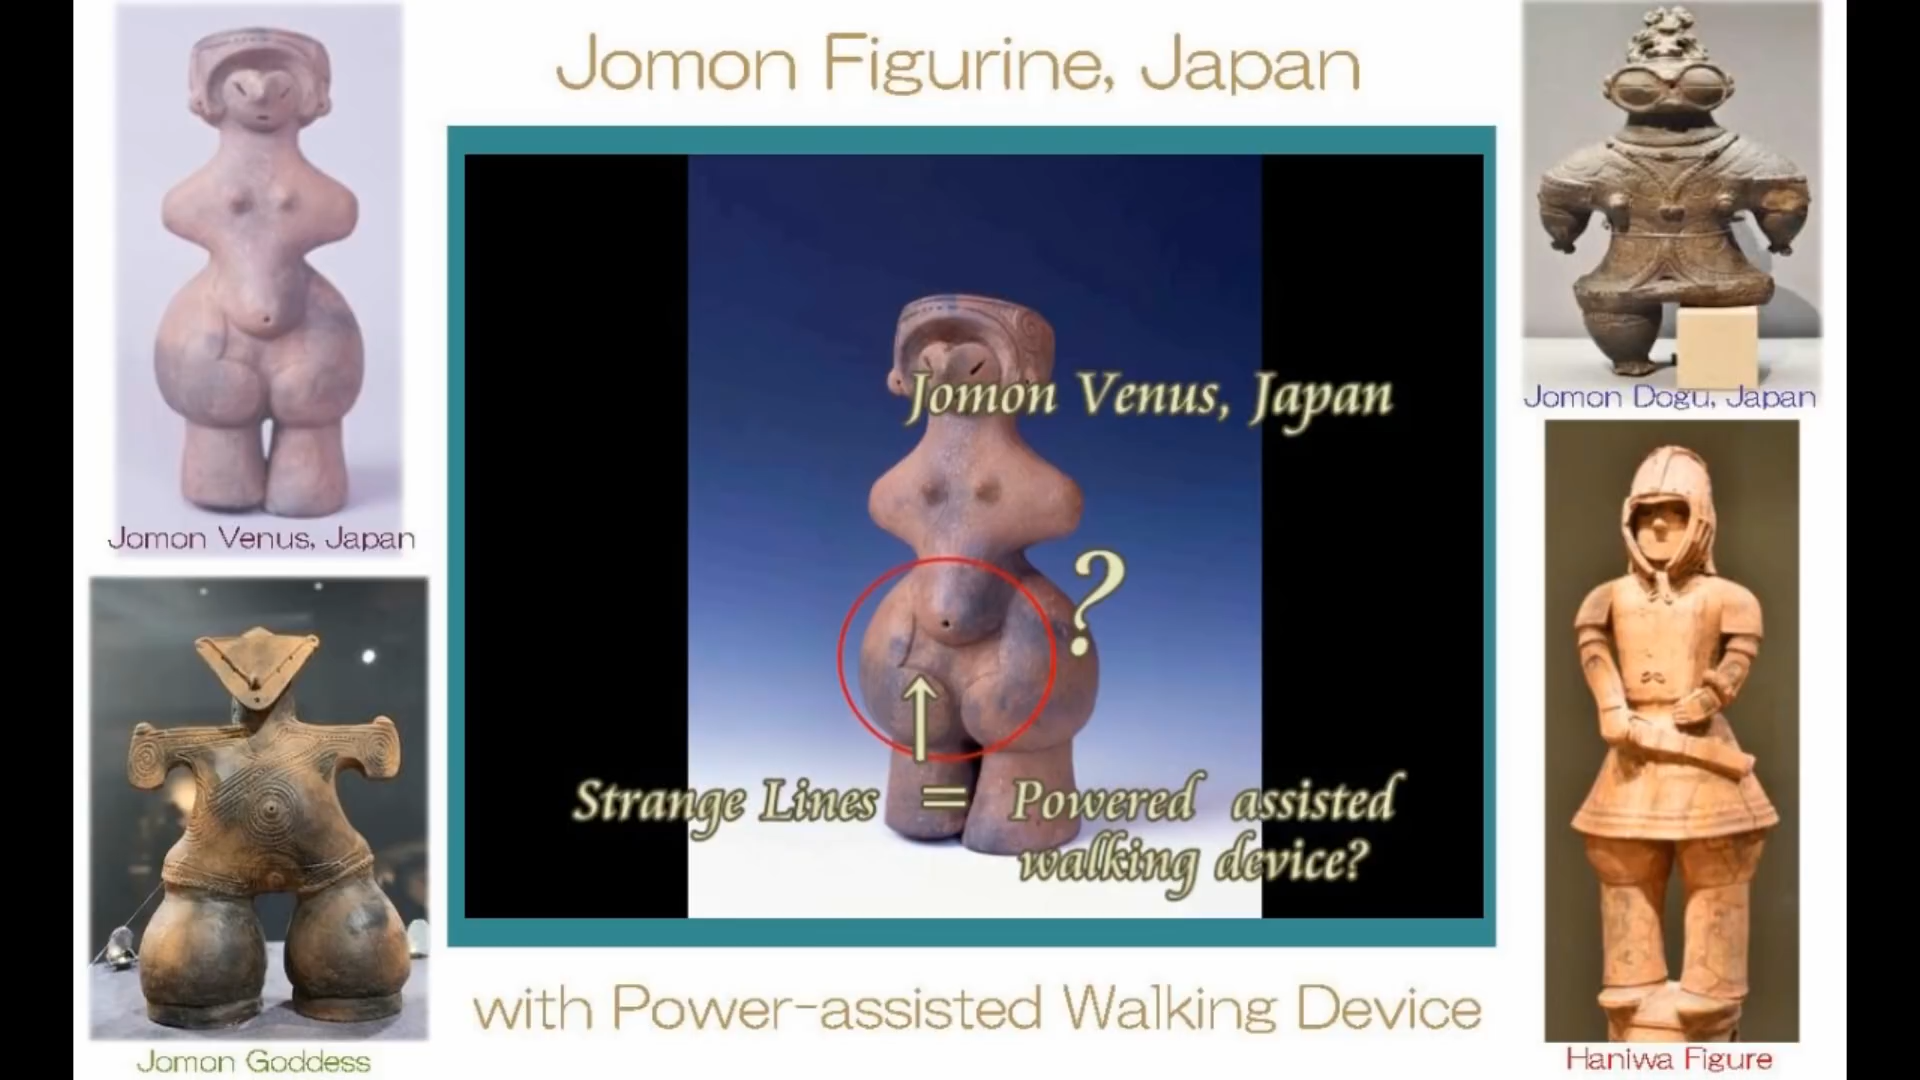 Jomon Figurine, Japan
Jomon Venus, Japan
Jomon Dogu, Japan
Jomon Venus, Japan
?
↑
Strange Lines = Powered assisted
walking device?
with Power-assisted Walking Device
Jomon Goddess
Haniwa Figure